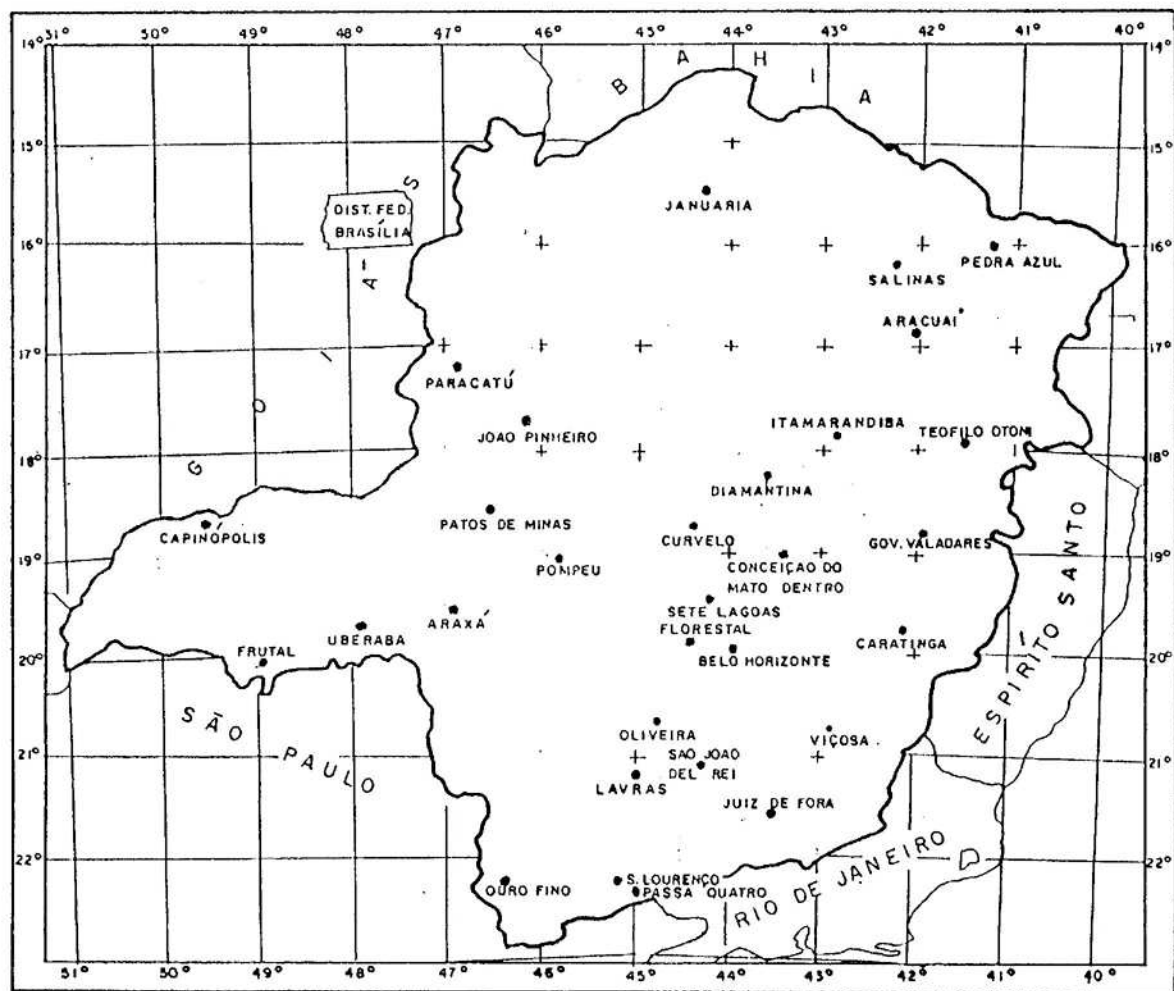 51° 50° 49° 48° 47° 46° 45° 44° 43° 42° 41° 40°
14° 14°
B A H I A
15° 15°
G O I A S
DIST. FED.
BRASÍLIA
JANUARIA
16° 16°
PEDRA AZUL
SALINAS
ARACUAI
17° 17°
PARACATÚ
ITAMARANDIBA
TEOFILO OTONI
JOAO PINHEIRO
18° 18°
DIAMANTINA
PATOS DE MINAS
CAPINÓPOLIS
CURVELO
GOV. VALADARES
19° 19°
POMPEU
CONCEIÇÃO DO
MATO DENTRO
SETE LAGOAS
ARAXÁ
FLORESTAL
UBERABA
CARATINGA
FRUTAL
BELO HORIZONTE
20° 20°
ESPÍRITO SANTO
SÃO PAULO
OLIVEIRA
VIÇOSA
21° 21°
SAO JOAO
DEL REI
LAVRAS
JUIZ DE FORA
22° 22°
RIO DE JANEIRO
OURO FINO
S. LOURENÇO
PASSA QUATRO
51° 50° 49° 48° 47° 46° 45° 44° 43° 42° 41° 40°